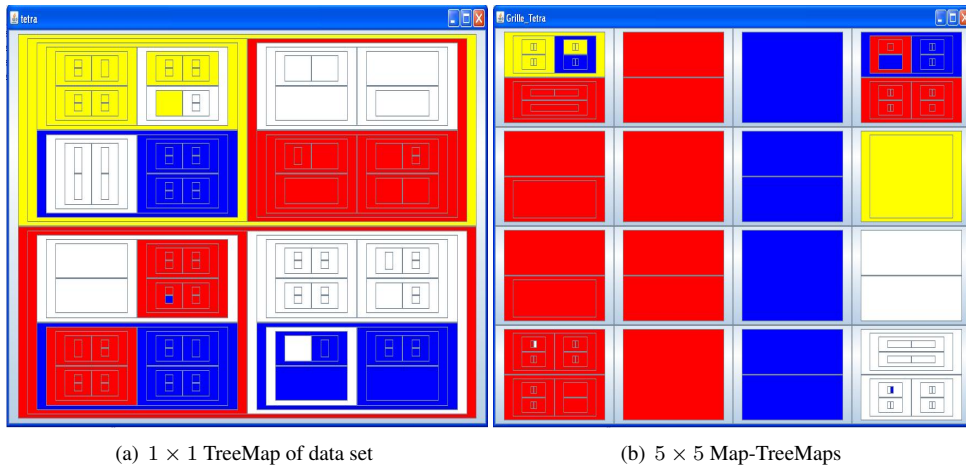 tetra
Grille_Tetra
(a) 1 × 1 TreeMap of data set
(b) 5 × 5 Map-TreeMaps